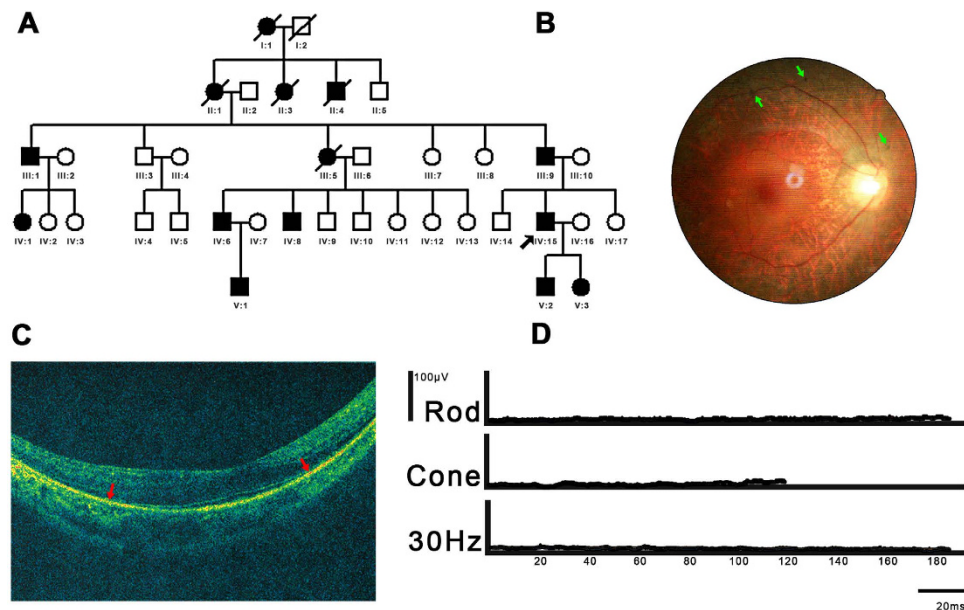 A
B
I:1 I:2
II:1 II:2 II:3 II:4 II:5
III:1 III:2 III:3 III:4 III:5 III:6 III:7 III:8 III:9 III:10
IV:1 IV:2 IV:3 IV:4 IV:5 IV:6 IV:7 IV:8 IV:9 IV:10 IV:11 IV:12 IV:13 IV:14 IV:15 IV:16 IV:17
V:1 V:2 V:3
C
D
100µV
Rod
Cone
30Hz
20 40 60 80 100 120 140 160 180
20ms